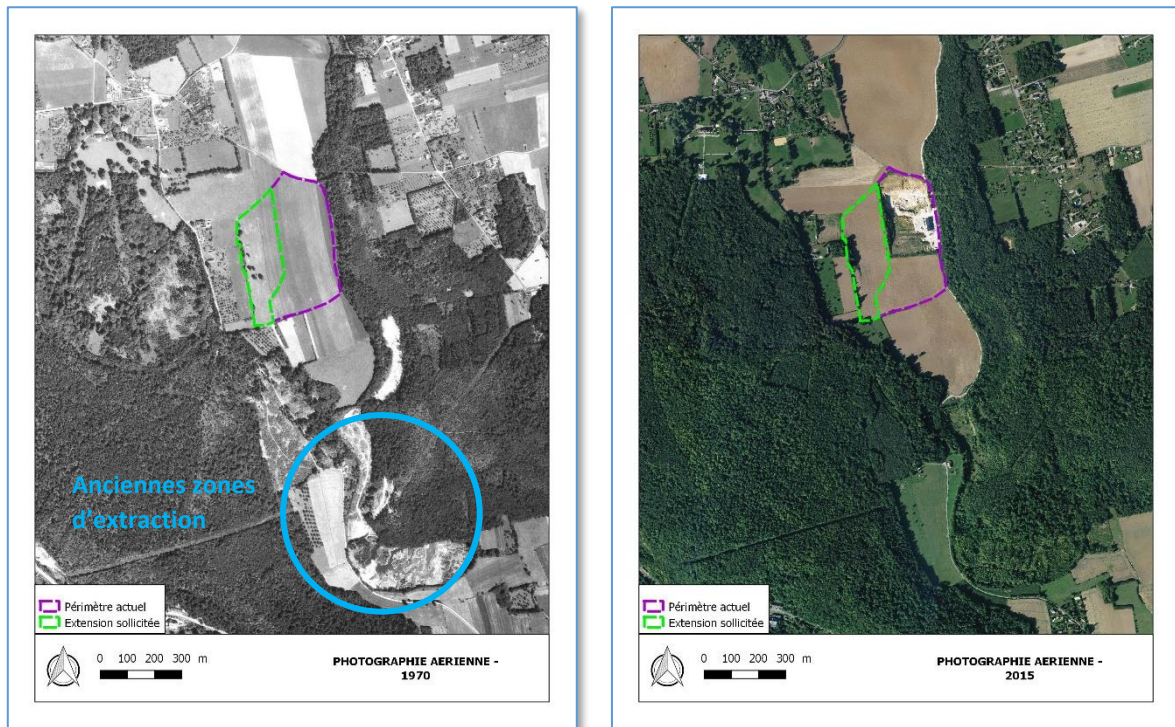 Anciennes zones
d'extraction
Périmètre actuel
Extension sollicitée
0 100 200 300 m
PHOTOGRAPHIE AERIENNE -
1970
Périmètre actuel
Extension sollicitée
0 100 200 300 m
PHOTOGRAPHIE AERIENNE -
2015